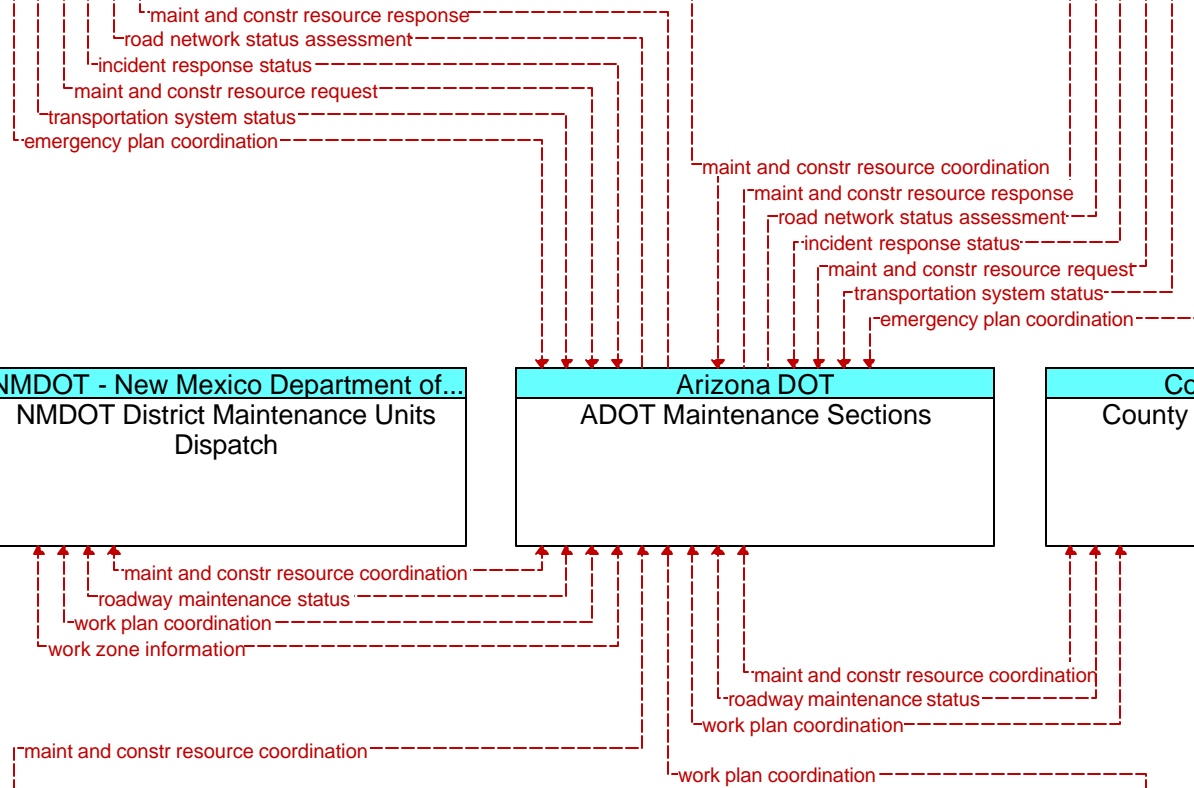 maint and constr resource response
road network status assessment
incident response status
maint and constr resource request
transportation system status
emergency plan coordination
maint and constr resource coordination
maint and constr resource response
road network status assessment
incident response status
maint and constr resource request
transportation system status
emergency plan coordination
NMDOT - New Mexico Department of...
NMDOT District Maintenance Units
Dispatch
Arizona DOT
ADOT Maintenance Sections
County
maint and constr resource coordination
roadway maintenance status
work plan coordination
work zone information
maint and constr resource coordination
roadway maintenance status
work plan coordination
maint and constr resource coordination
work plan coordination